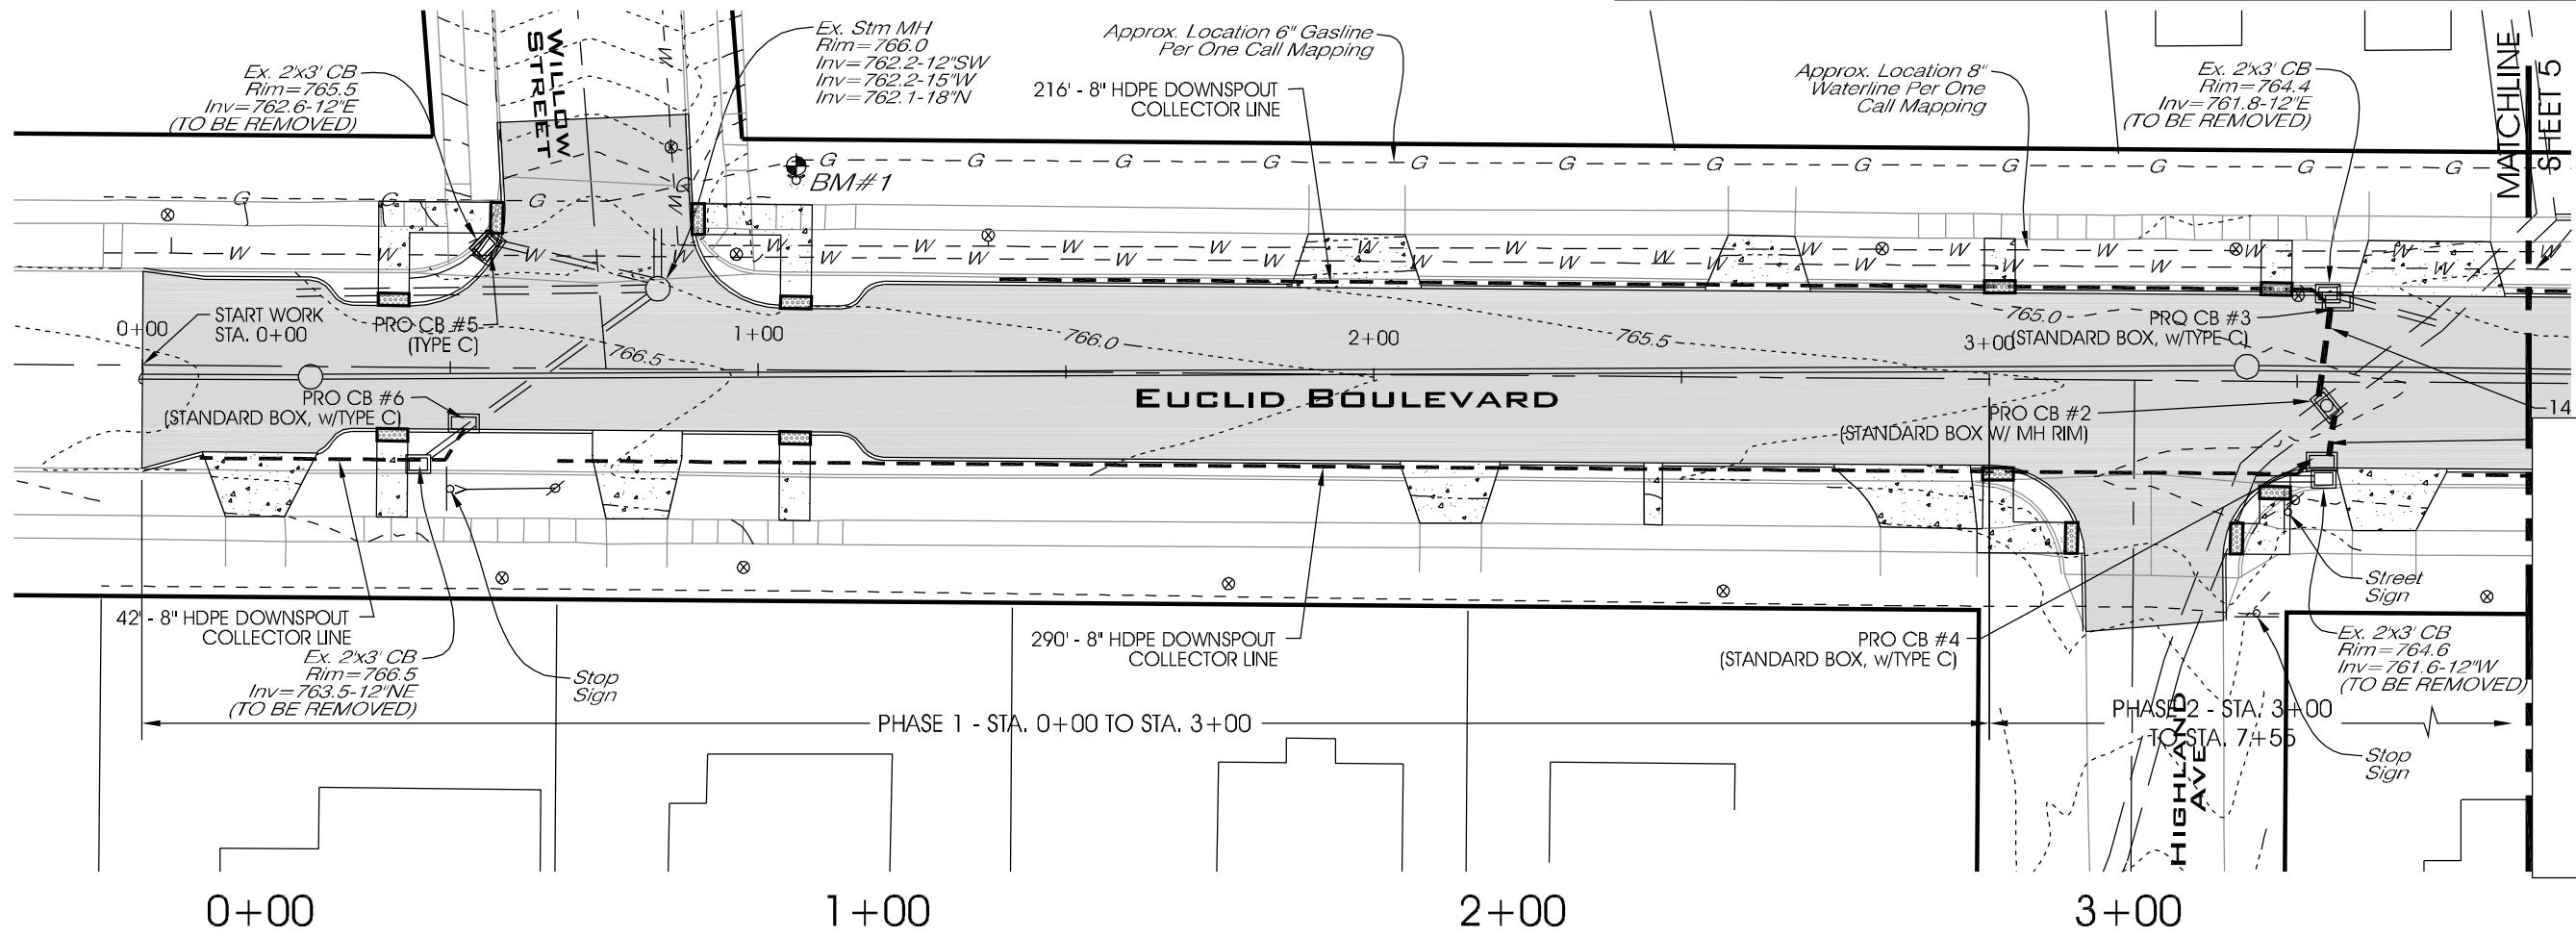 Ex. 2'x3' CB
Rim=765.5
Inv=762.6-12"E
(TO BE REMOVED)
WILLOW
STREET
Ex. Stm MH
Rim=766.0
Inv=762.2-12"SW
Inv=762.2-15"W
Inv=762.1-18"N
Approx. Location 6" Gasline
Per One Call Mapping
216' - 8" HDPE DOWNSPOUT
COLLECTOR LINE
Approx. Location 8"
Waterline Per One
Call Mapping
Ex. 2'x3' CB
Rim=764.4
Inv=761.8-12"E
(TO BE REMOVED)
MATCHLINE
SHEET 5
BM#1
G G G G G G G G G G G G
G G G G
W W W W W W W W W W W
W W W W W W W W W W W
0+00
START WORK
STA. 0+00
PRO CB #5
(TYPE C)
766.5
1+00
766.0
2+00
765.5
765.0
3+00
PRO CB #3
(STANDARD BOX, w/TYPE C)
EUCLID BOULEVARD
PRO CB #6
(STANDARD BOX, w/TYPE C)
PRO CB #2
(STANDARD BOX W/ MH RIM)
14
42' - 8" HDPE DOWNSPOUT
COLLECTOR LINE
Ex. 2'x3' CB
Rim=766.5
Inv=763.5-12"NE
(TO BE REMOVED)
Stop
Sign
290' - 8" HDPE DOWNSPOUT
COLLECTOR LINE
PRO CB #4
(STANDARD BOX, w/TYPE C)
Street
Sign
Ex. 2'x3' CB
Rim=764.6
Inv=761.6-12"W
(TO BE REMOVED)
PHASE 1 - STA. 0+00 TO STA. 3+00
PHASE 2 - STA. 3+00
TO STA. 7+55
HIGHLAND
AVE
Stop
Sign
0+00
1+00
2+00
3+00